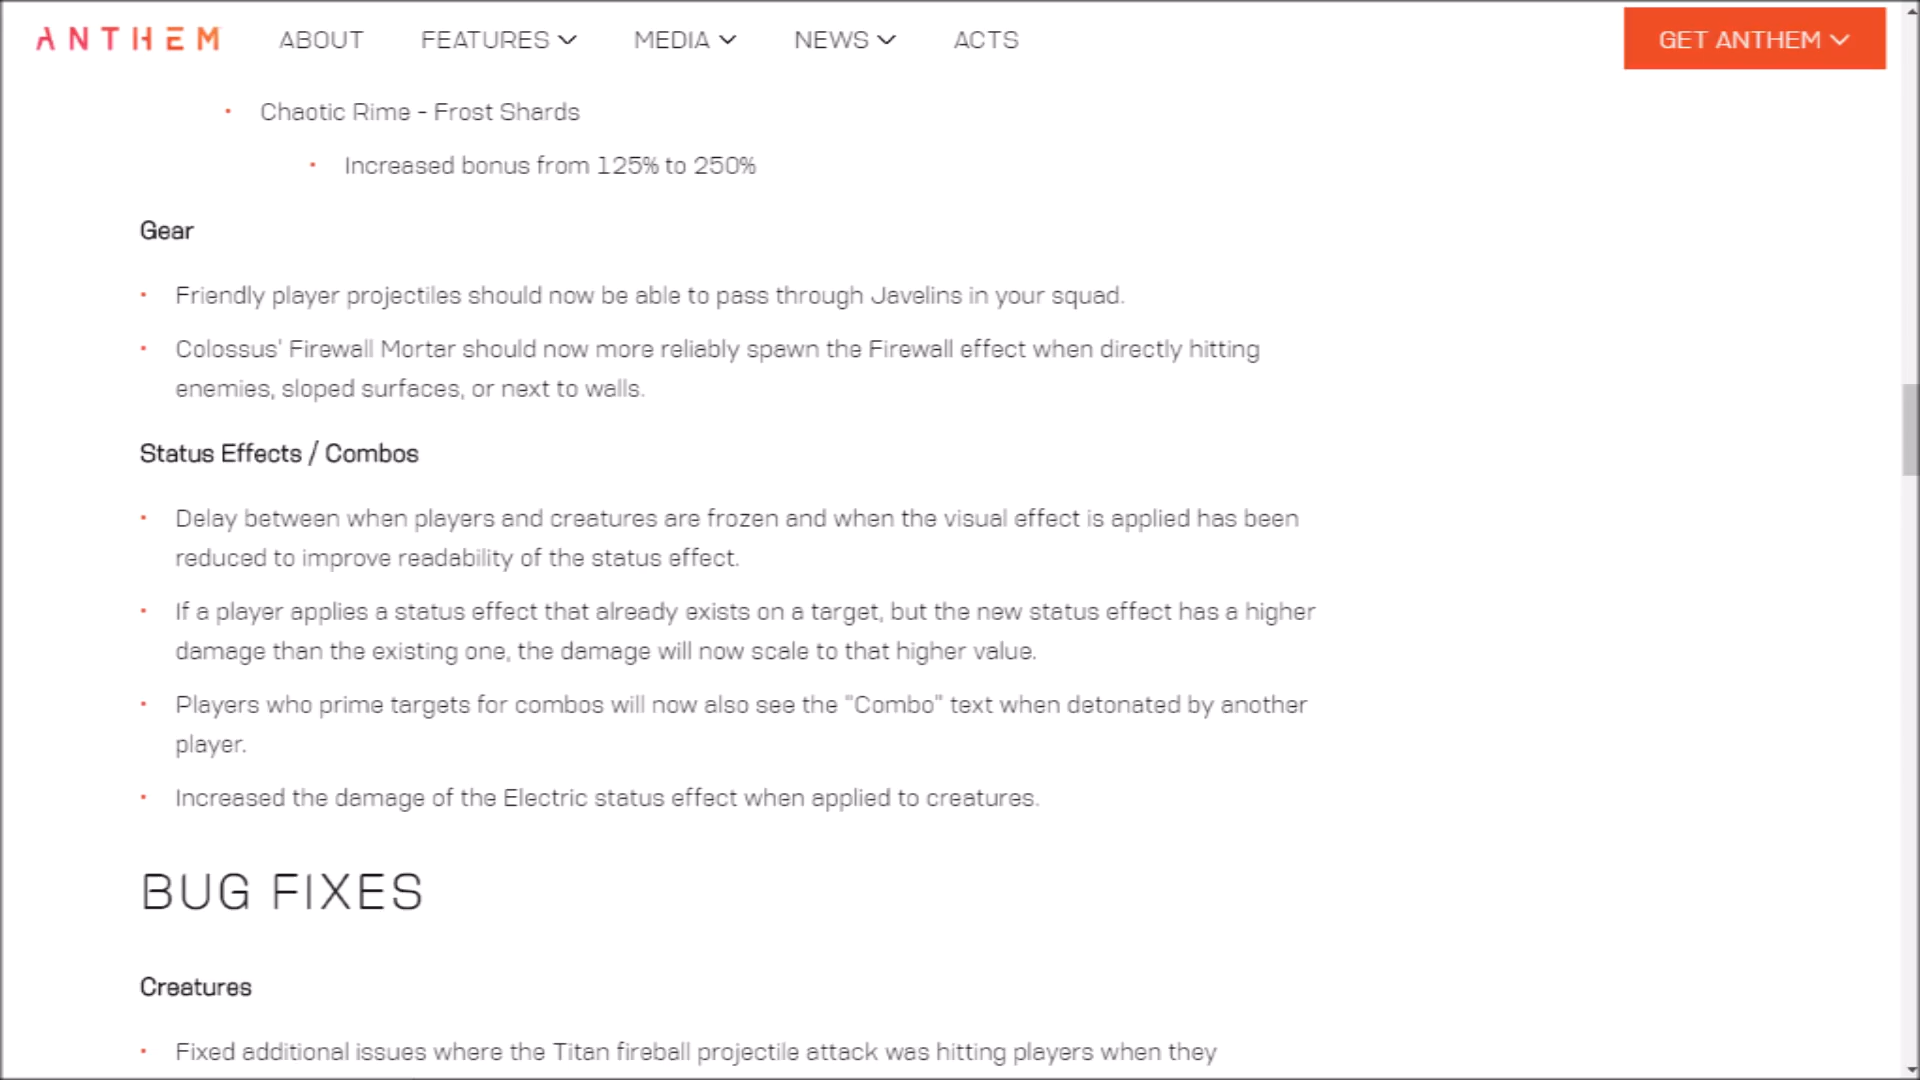 ANTHEM ABOUT FEATURES MEDIA NEWS ACTS GET ANTHEM
Chaotic Rime - Frost Shards
Increased bonus from 125% to 250%
Gear
Friendly player projectiles should now be able to pass through Javelins in your squad.
Colossus' Firewall Mortar should now more reliably spawn the Firewall effect when directly hitting
enemies, sloped surfaces, or next to walls.
Status Effects / Combos
Delay between when players and creatures are frozen and when the visual effect is applied has been
reduced to improve readability of the status effect.
If a player applies a status effect that already exists on a target, but the new status effect has a higher
damage than the existing one, the damage will now scale to that higher value.
Players who prime targets for combos will now also see the "Combo" text when detonated by another
player.
Increased the damage of the Electric status effect when applied to creatures.
BUG FIXES
Creatures
Fixed additional issues where the Titan fireball projectile attack was hitting players when they